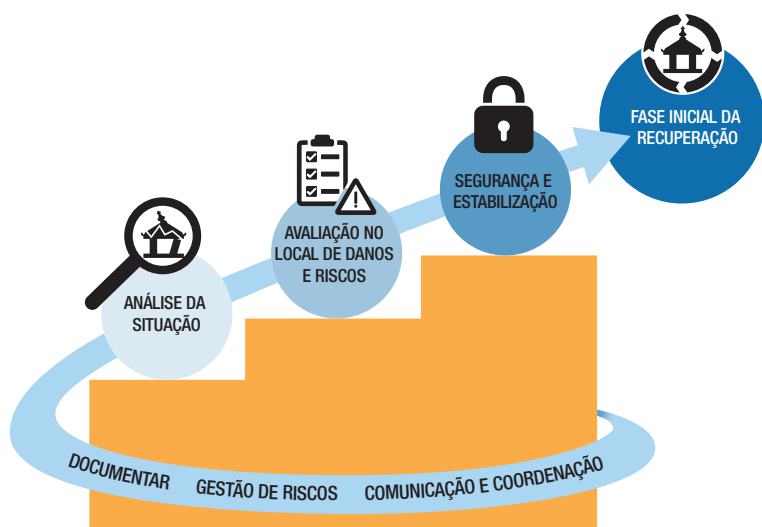 ANÁLISE DA
SITUAÇÃO
AVALIAÇÃO NO
LOCAL DE DANOS
E RISCOS
SEGURANÇA E
ESTABILIZAÇÃO
FASE INICIAL DA
RECUPERAÇÃO
DOCUMENTAR GESTÃO DE RISCOS COMUNICAÇÃO E COORDENAÇÃO